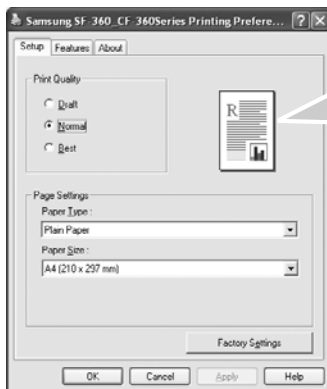 Samsung SF-360_CF-360Series Printing Prefere...
Setup Features About
Print Quality
Draft
Normal
Best
R
Page Settings
Paper Type :
Plain Paper
Paper Size :
A4 (210 x 297 mm)
Factory Settings
OK Cancel Apply Help